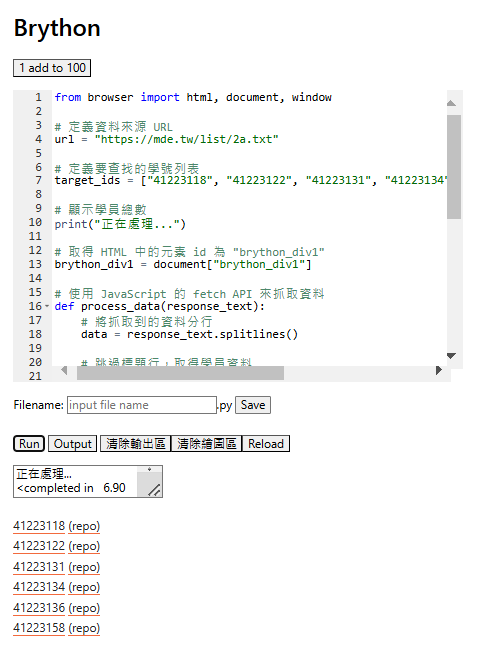 Brython
1 add to 100
1 from browser import html, document, window
2
3 # 定義資料來源 URL
4 url = "https://mde.tw/list/2a.txt"
5
6 # 定義要查找的學號列表
7 target_ids = ["41223118", "41223122", "41223131", "41223134"
8
9 # 顯示學員總數
10 print("正在處理...")
11
12 # 取得 HTML 中的元素 id 為 "brython_div1"
13 brython_div1 = document["brython_div1"]
14
15 # 使用 JavaScript 的 fetch API 來抓取資料
16 def process_data(response_text):
17 # 將抓取到的資料分行
18 data = response_text.splitlines()
19
20 # 跳過標題行，取得學員資料
21
Filename: input file name .py Save
Run Output 清除輸出區 清除繪圖區 Reload
正在處理...
<completed in 6.90
41223118 (repo)
41223122 (repo)
41223131 (repo)
41223134 (repo)
41223136 (repo)
41223158 (repo)